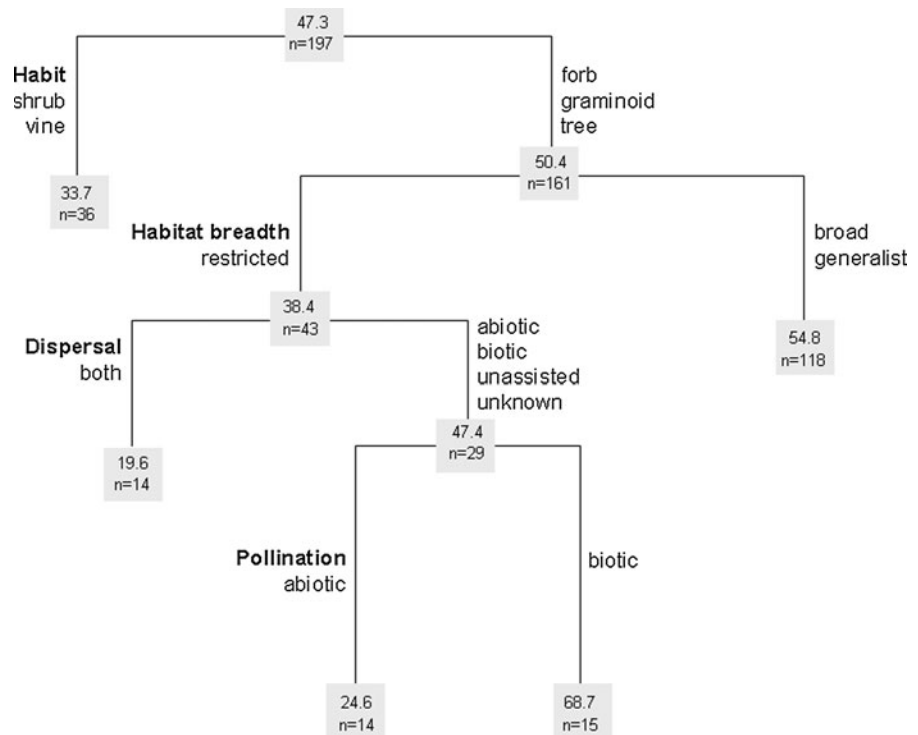 47.3
n=197
Habit
shrub
vine
forb
graminoid
tree
33.7
n=36
50.4
n=161
Habitat breadth
restricted
broad
generalist
38.4
n=43
54.8
n=118
Dispersal
both
abiotic
biotic
unassisted
unknown
19.6
n=14
47.4
n=29
Pollination
abiotic
biotic
24.6
n=14
68.7
n=15